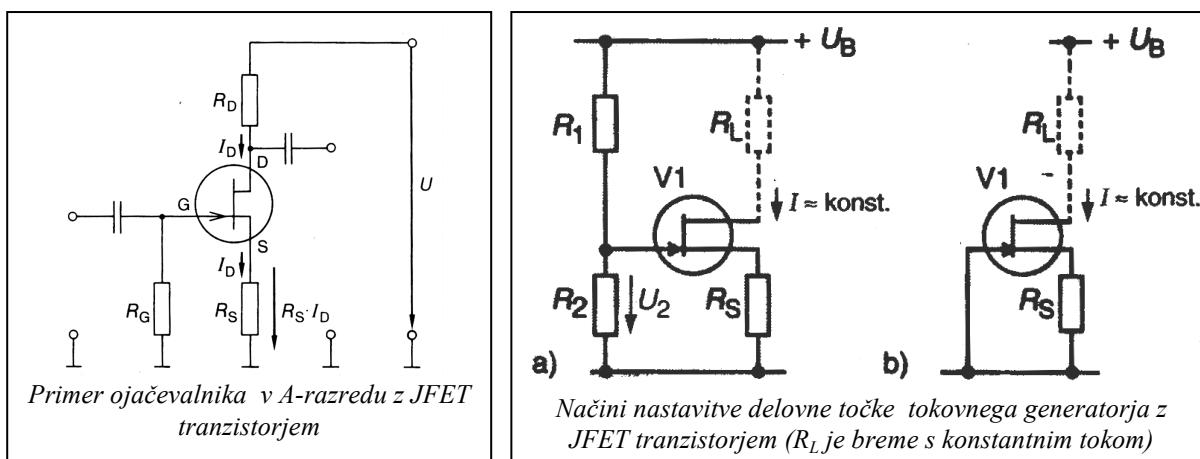 R_D
I_D
D
G
S
I_D
R_G
R_S
R_S · I_D
U
Primer ojačevalnika v A-razredu z JFET
tranzistorjem
+ U_B
+ U_B
R_1
R_L
R_L
V1
I ≈ konst.
V1
I ≈ konst.
R_2
U_2
R_S
R_S
a)
b)
Načini nastavitve delovne točke tokovnega generatorja z
JFET tranzistorjem (R_L je breme s konstantnim tokom)